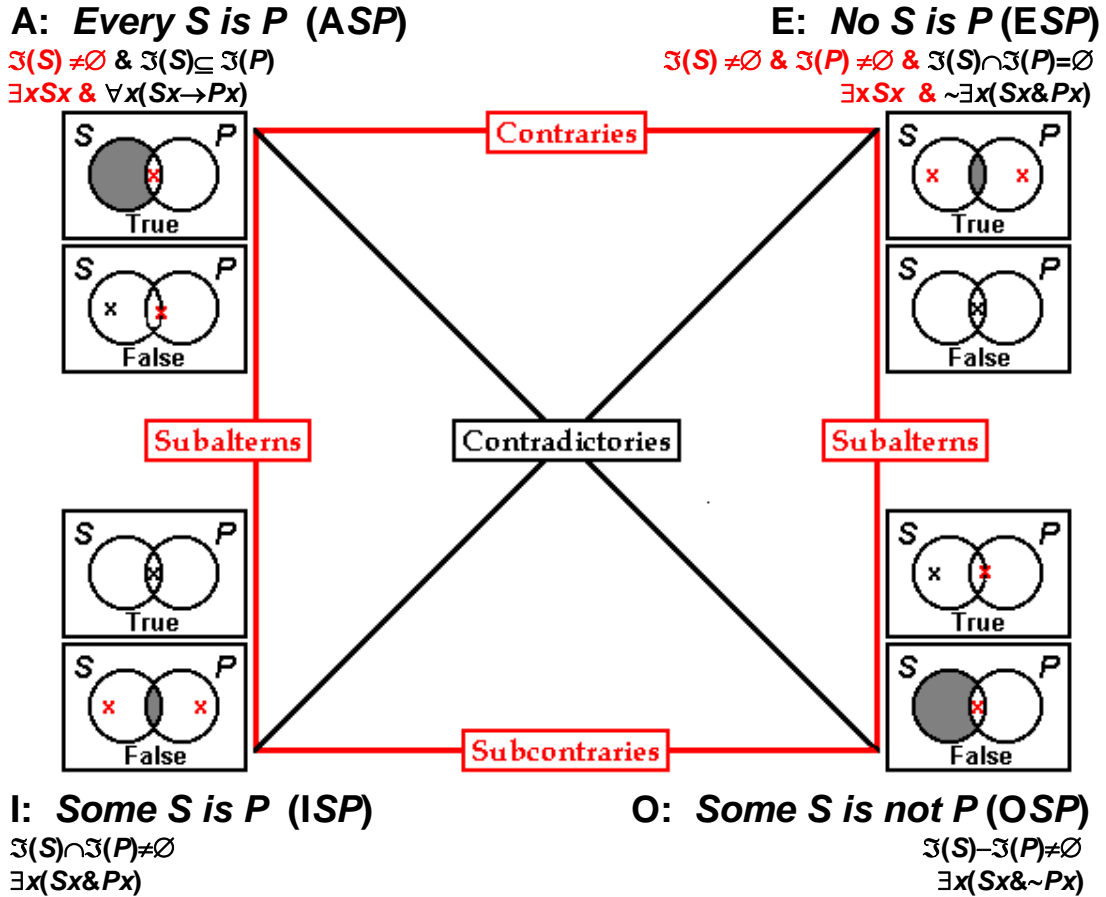 A: Every S is P (ASP)
ℑ(S) ≠∅ & ℑ(S)⊆ ℑ(P)
∃xSx & ∀x(Sx→Px)
E: No S is P (ESP)
ℑ(S) ≠∅ & ℑ(P) ≠∅ & ℑ(S)∩ℑ(P)=∅
∃xSx & ~∃x(Sx&Px)
S P
x
True
S P
x x
False
Contraries
S P
x x
True
S P
x
False
Subalterns
Contradictories
Subalterns
S P
x
True
S P
x x
False
Subcontraries
S P
x x
True
S P
x
False
I: Some S is P (ISP)
ℑ(S)∩ℑ(P)≠∅
∃x(Sx&Px)
O: Some S is not P (OSP)
ℑ(S)–ℑ(P)≠∅
∃x(Sx&~Px)